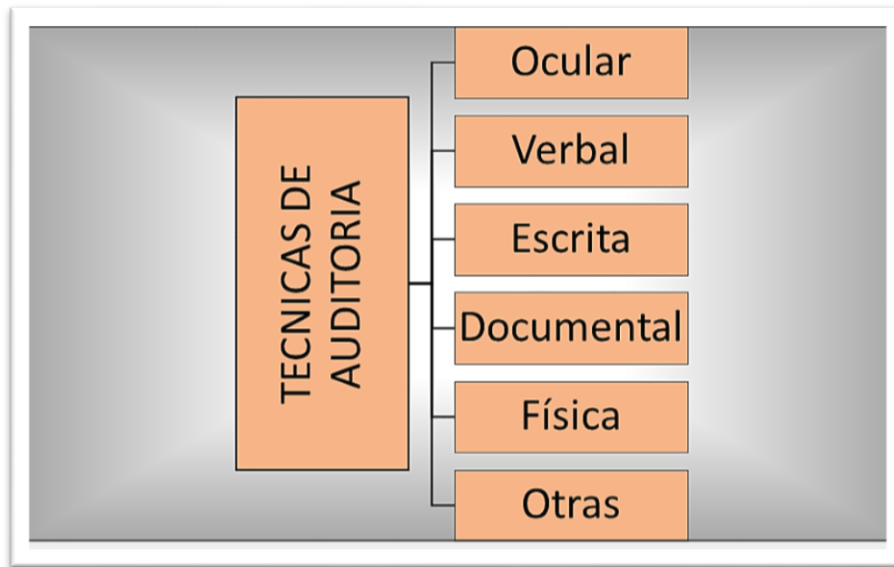 TECNICAS DE
AUDITORIA
Ocular
Verbal
Escrita
Documental
Física
Otras